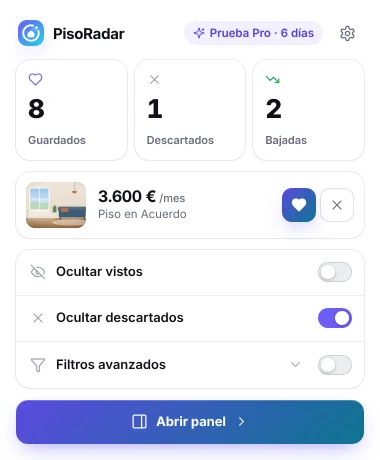 PisoRadar
Prueba Pro · 6 días
8
Guardados
1
Descartados
2
Bajadas
3.600 € /mes
Piso en Acuerdo
Ocultar vistos
Ocultar descartados
Filtros avanzados
Abrir panel